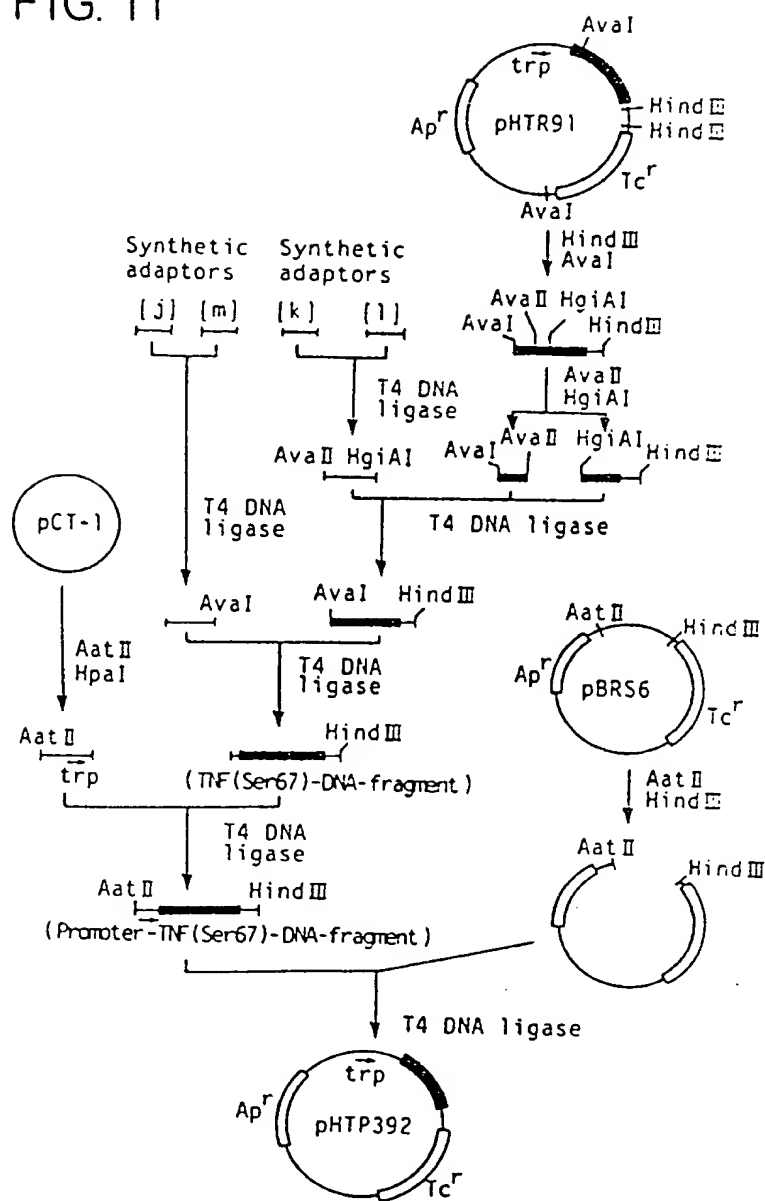 FIG. 11
AvaI
trp
HindⅢ
HindⅢ
Apʳ
pHTR91
Tcʳ
AvaI
HindⅢ
AvaI
Synthetic
adaptors
Synthetic
adaptors
[j]
[m]
[k]
[l]
AvaⅡ HgiAI
AvaI
HindⅢ
T4 DNA
ligase
AvaⅡ
HgiAI
AvaⅡ HgiAI
AvaI
AvaⅡ
HgiAI
HindⅢ
pCT-1
T4 DNA
ligase
T4 DNA ligase
AvaI
AvaI
HindⅢ
AatⅡ
HpaI
T4 DNA
ligase
AatⅡ
HindⅢ
Apʳ
pBRS6
Tcʳ
AatⅡ
trp
HindⅢ
(TNF(Ser67)-DNA-fragment)
AatⅡ
HindⅢ
T4 DNA
ligase
AatⅡ
HindⅢ
AatⅡ
HindⅢ
(Promoter-TNF(Ser67)-DNA-fragment)
T4 DNA ligase
trp
Apʳ
pHTP392
Tcʳ